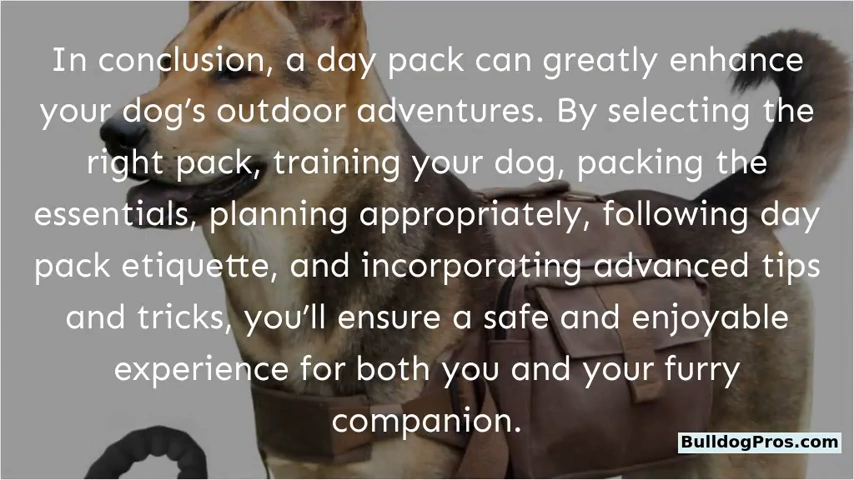 In conclusion, a day pack can greatly enhance
your dog’s outdoor adventures. By selecting the
right pack, training your dog, packing the
essentials, planning appropriately, following day
pack etiquette, and incorporating advanced tips
and tricks, you’ll ensure a safe and enjoyable
experience for both you and your furry
companion.
BulldogPros.com